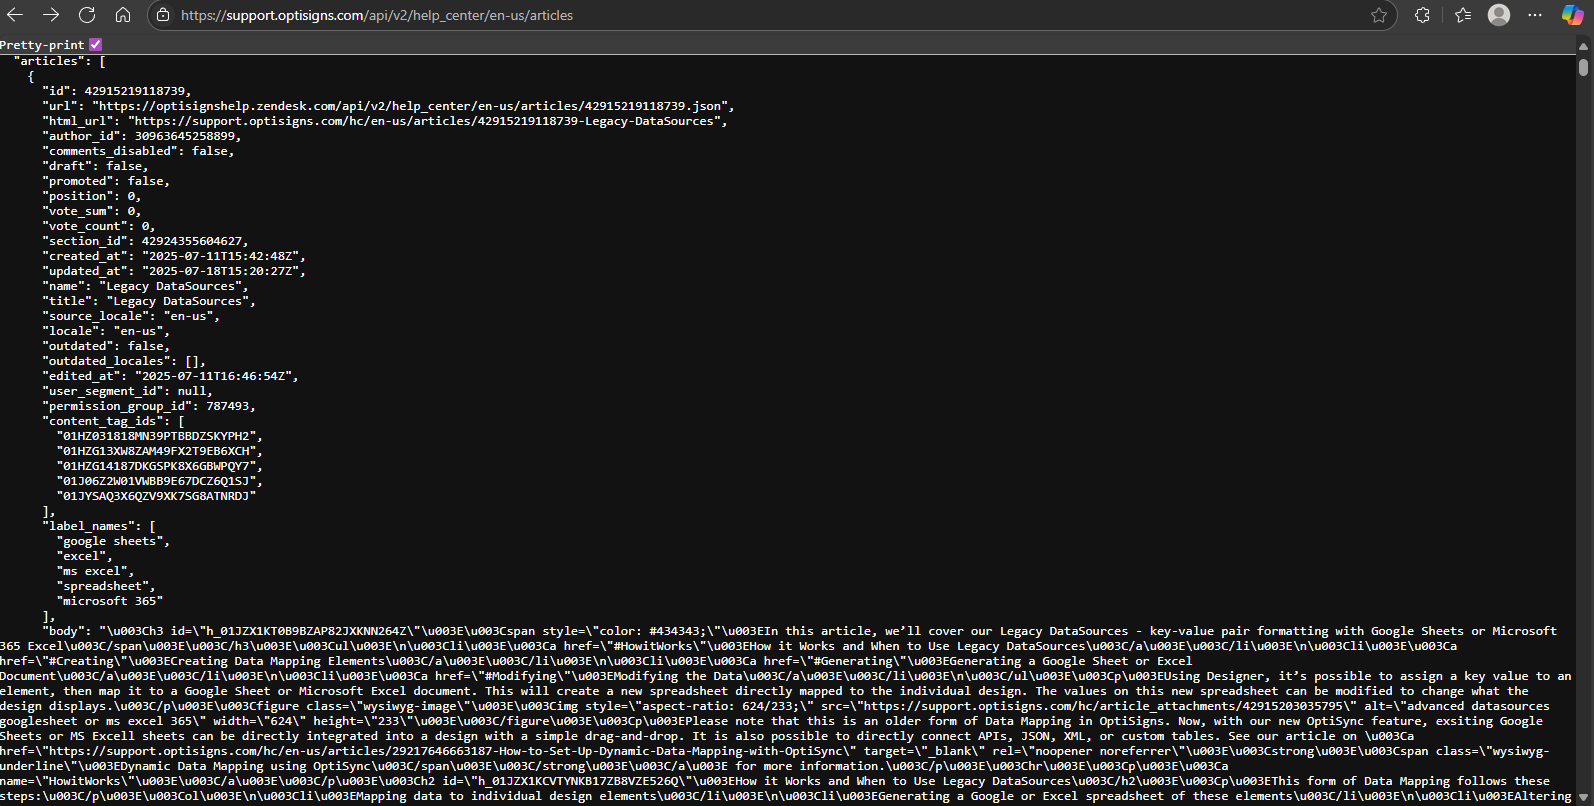 https://support.optisigns.com/api/v2/help_center/en-us/articles
Pretty-print
"articles": [
{
"id": 42915219118739,
"url": "https://optisignshelp.zendesk.com/api/v2/help_center/en-us/articles/42915219118739.json",
"html_url": "https://support.optisigns.com/hc/en-us/articles/42915219118739-Legacy-DataSources",
"author_id": 30963645258899,
"comments_disabled": false,
"draft": false,
"promoted": false,
"position": 0,
"vote_sum": 0,
"vote_count": 0,
"section_id": 42924355604627,
"created_at": "2025-07-11T15:42:48Z",
"updated_at": "2025-07-18T15:20:27Z",
"name": "Legacy DataSources",
"title": "Legacy DataSources",
"source_locale": "en-us",
"locale": "en-us",
"outdated": false,
"outdated_locales": [],
"edited_at": "2025-07-11T16:46:54Z",
"user_segment_id": null,
"permission_group_id": 787493,
"content_tag_ids": [
"01HZ031818MN39PTBBDZSKYPH2",
"01HZG13XW8ZAM49FX2T9EB6XCH",
"01HZG14187DKGSPK8X6GBWPQY7",
"01J06Z2W01VWBB9E67DCZ6Q1SJ",
"01JYSAQ3X6QZV9XK7SG8ATNRDJ"
],
"label_names": [
"google sheets",
"excel",
"ms excel",
"spreadsheet",
"microsoft 365"
],
"body": "\u003Ch3 id=\"h_01JZX1KT0B9BZAP82JXKNN264Z\"\u003E\u003Cspan style=\"color: #434343;\"\u003EIn this article, we’ll cover our Legacy DataSources - key-value pair formatting with Google Sheets or Microsoft
365 Excel\u003C/span\u003E\u003C/h3\u003E\u003Cul\u003E\n\u003Cli\u003E\u003Ca href=\"#HowitWorks\"\u003EHow it Works and When to Use Legacy DataSources\u003C/a\u003E\u003C/li\u003E\n\u003Cli\u003E\u003Ca
href=\"#Creating\"\u003ECreating Data Mapping Elements\u003C/a\u003E\u003C/li\u003E\n\u003Cli\u003E\u003Ca href=\"#Generating\"\u003EGenerating a Google Sheet or Excel
Document\u003C/a\u003E\u003C/li\u003E\n\u003Cli\u003E\u003Ca href=\"#Modifying\"\u003EModifying the Data\u003C/a\u003E\u003C/li\u003E\n\u003C/ul\u003E\u003Cp\u003EUsing Designer, it’s possible to assign a key value to an
element, then map it to a Google Sheet or Microsoft Excel document. This will create a new spreadsheet directly mapped to the individual design. The values on this new spreadsheet can be modified to change what the
design displays.\u003C/p\u003E\u003Cfigure class=\"wysiwyg-image\"\u003E\u003Cimg style=\"aspect-ratio: 624/233;\" src=\"https://support.optisigns.com/hc/article_attachments/42915203035795\" alt=\"advanced datasources
googlesheet or ms excel 365\" width=\"624\" height=\"233\"\u003E\u003C/figure\u003E\u003Cp\u003EPlease note that this is an older form of Data Mapping in OptiSigns. Now, with our new OptiSync feature, exsiting Google
Sheets or MS Excell sheets can be directly integrated into a design with a simple drag-and-drop. It is also possible to directly connect APIs, JSON, XML, or custom tables. See our article on \u003Ca
href=\"https://support.optisigns.com/hc/en-us/articles/29217646663187-How-to-Set-Up-Dynamic-Data-Mapping-with-OptiSync\" target=\"_blank\" rel=\"noopener noreferrer\"\u003E\u003Cstrong\u003E\u003Cspan class=\"wysiwyg-
underline\"\u003EDynamic Data Mapping using OptiSync\u003C/span\u003E\u003C/strong\u003E\u003C/a\u003E for more information.\u003C/p\u003E\u003Chr\u003E\u003Cp\u003E\u003Ca
name=\"HowitWorks\"\u003E\u003C/a\u003E\u003C/p\u003E\u003Ch2 id=\"h_01JZX1KCVTYNKB17ZB8VZE526Q\"\u003EHow it Works and When to Use Legacy DataSources\u003C/h2\u003E\u003Cp\u003EThis form of Data Mapping follows these
steps:\u003C/p\u003E\u003Col\u003E\n\u003Cli\u003EMapping data to individual design elements\u003C/li\u003E\n\u003Cli\u003EGenerating a Google or Excel spreadsheet of these elements\u003C/li\u003E\n\u003Cli\u003EAltering